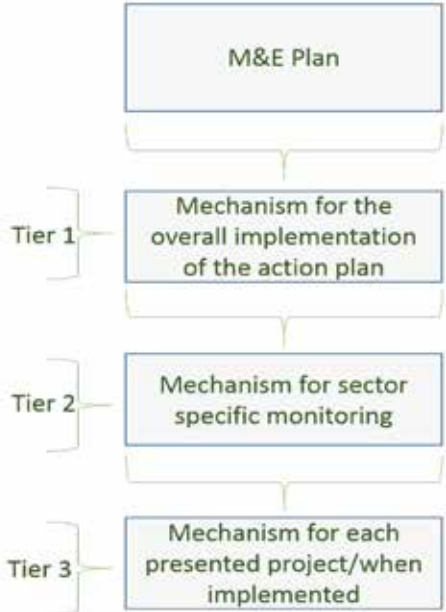 M&E Plan
Tier 1
Mechanism for the
overall implementation
of the action plan
Tier 2
Mechanism for sector
specific monitoring
Tier 3
Mechanism for each
presented project/when
implemented